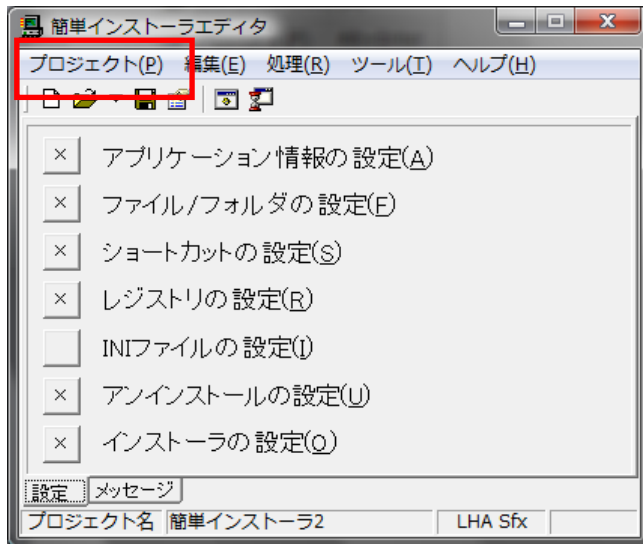 簡単インストーラエディタ
プロジェクト(P) 編集(E) 処理(R) ツール(T) ヘルプ(H)
× アプリケーション情報の設定(A)
× ファイル/フォルダの設定(F)
× ショートカットの設定(S)
× レジストリの設定(R)
INIファイルの設定(I)
× アンインストールの設定(U)
× インストーラの設定(O)
設定 メッセージ
プロジェクト名 簡単インストーラ2 LHA Sfx